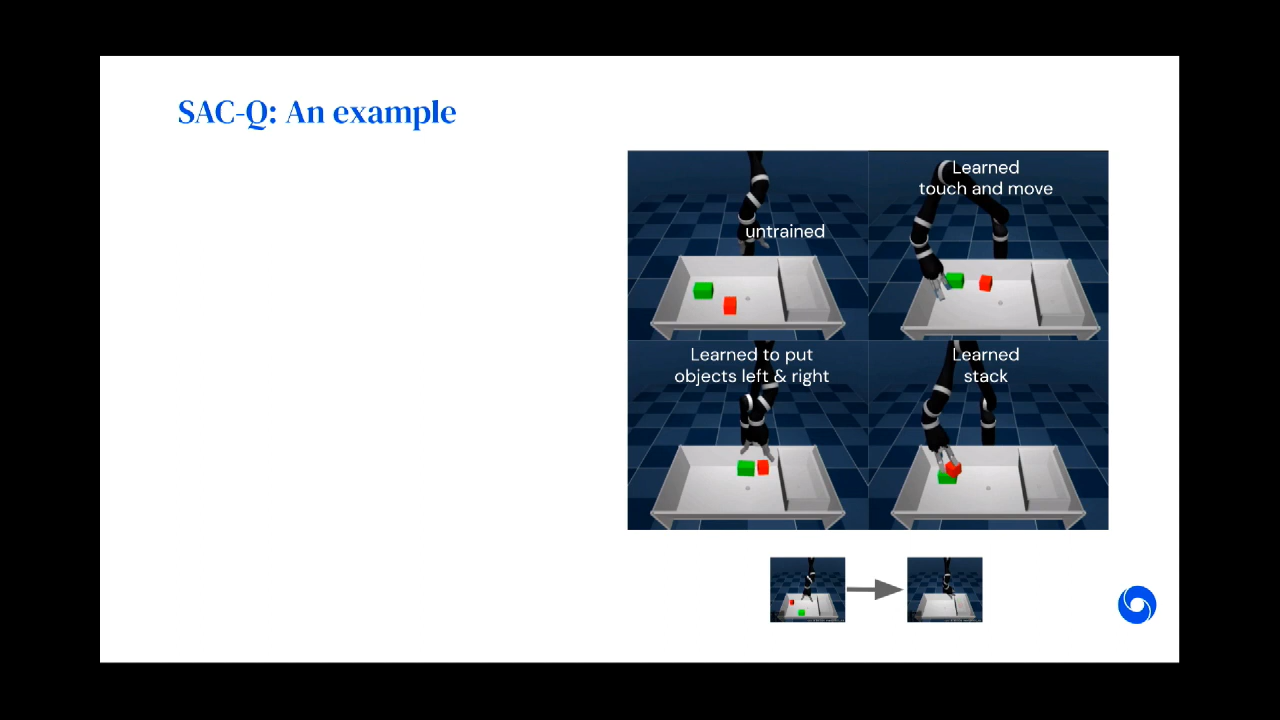 SAC-Q: An example
untrained
Learned
touch and move
Learned to put
objects left & right
Learned
stack